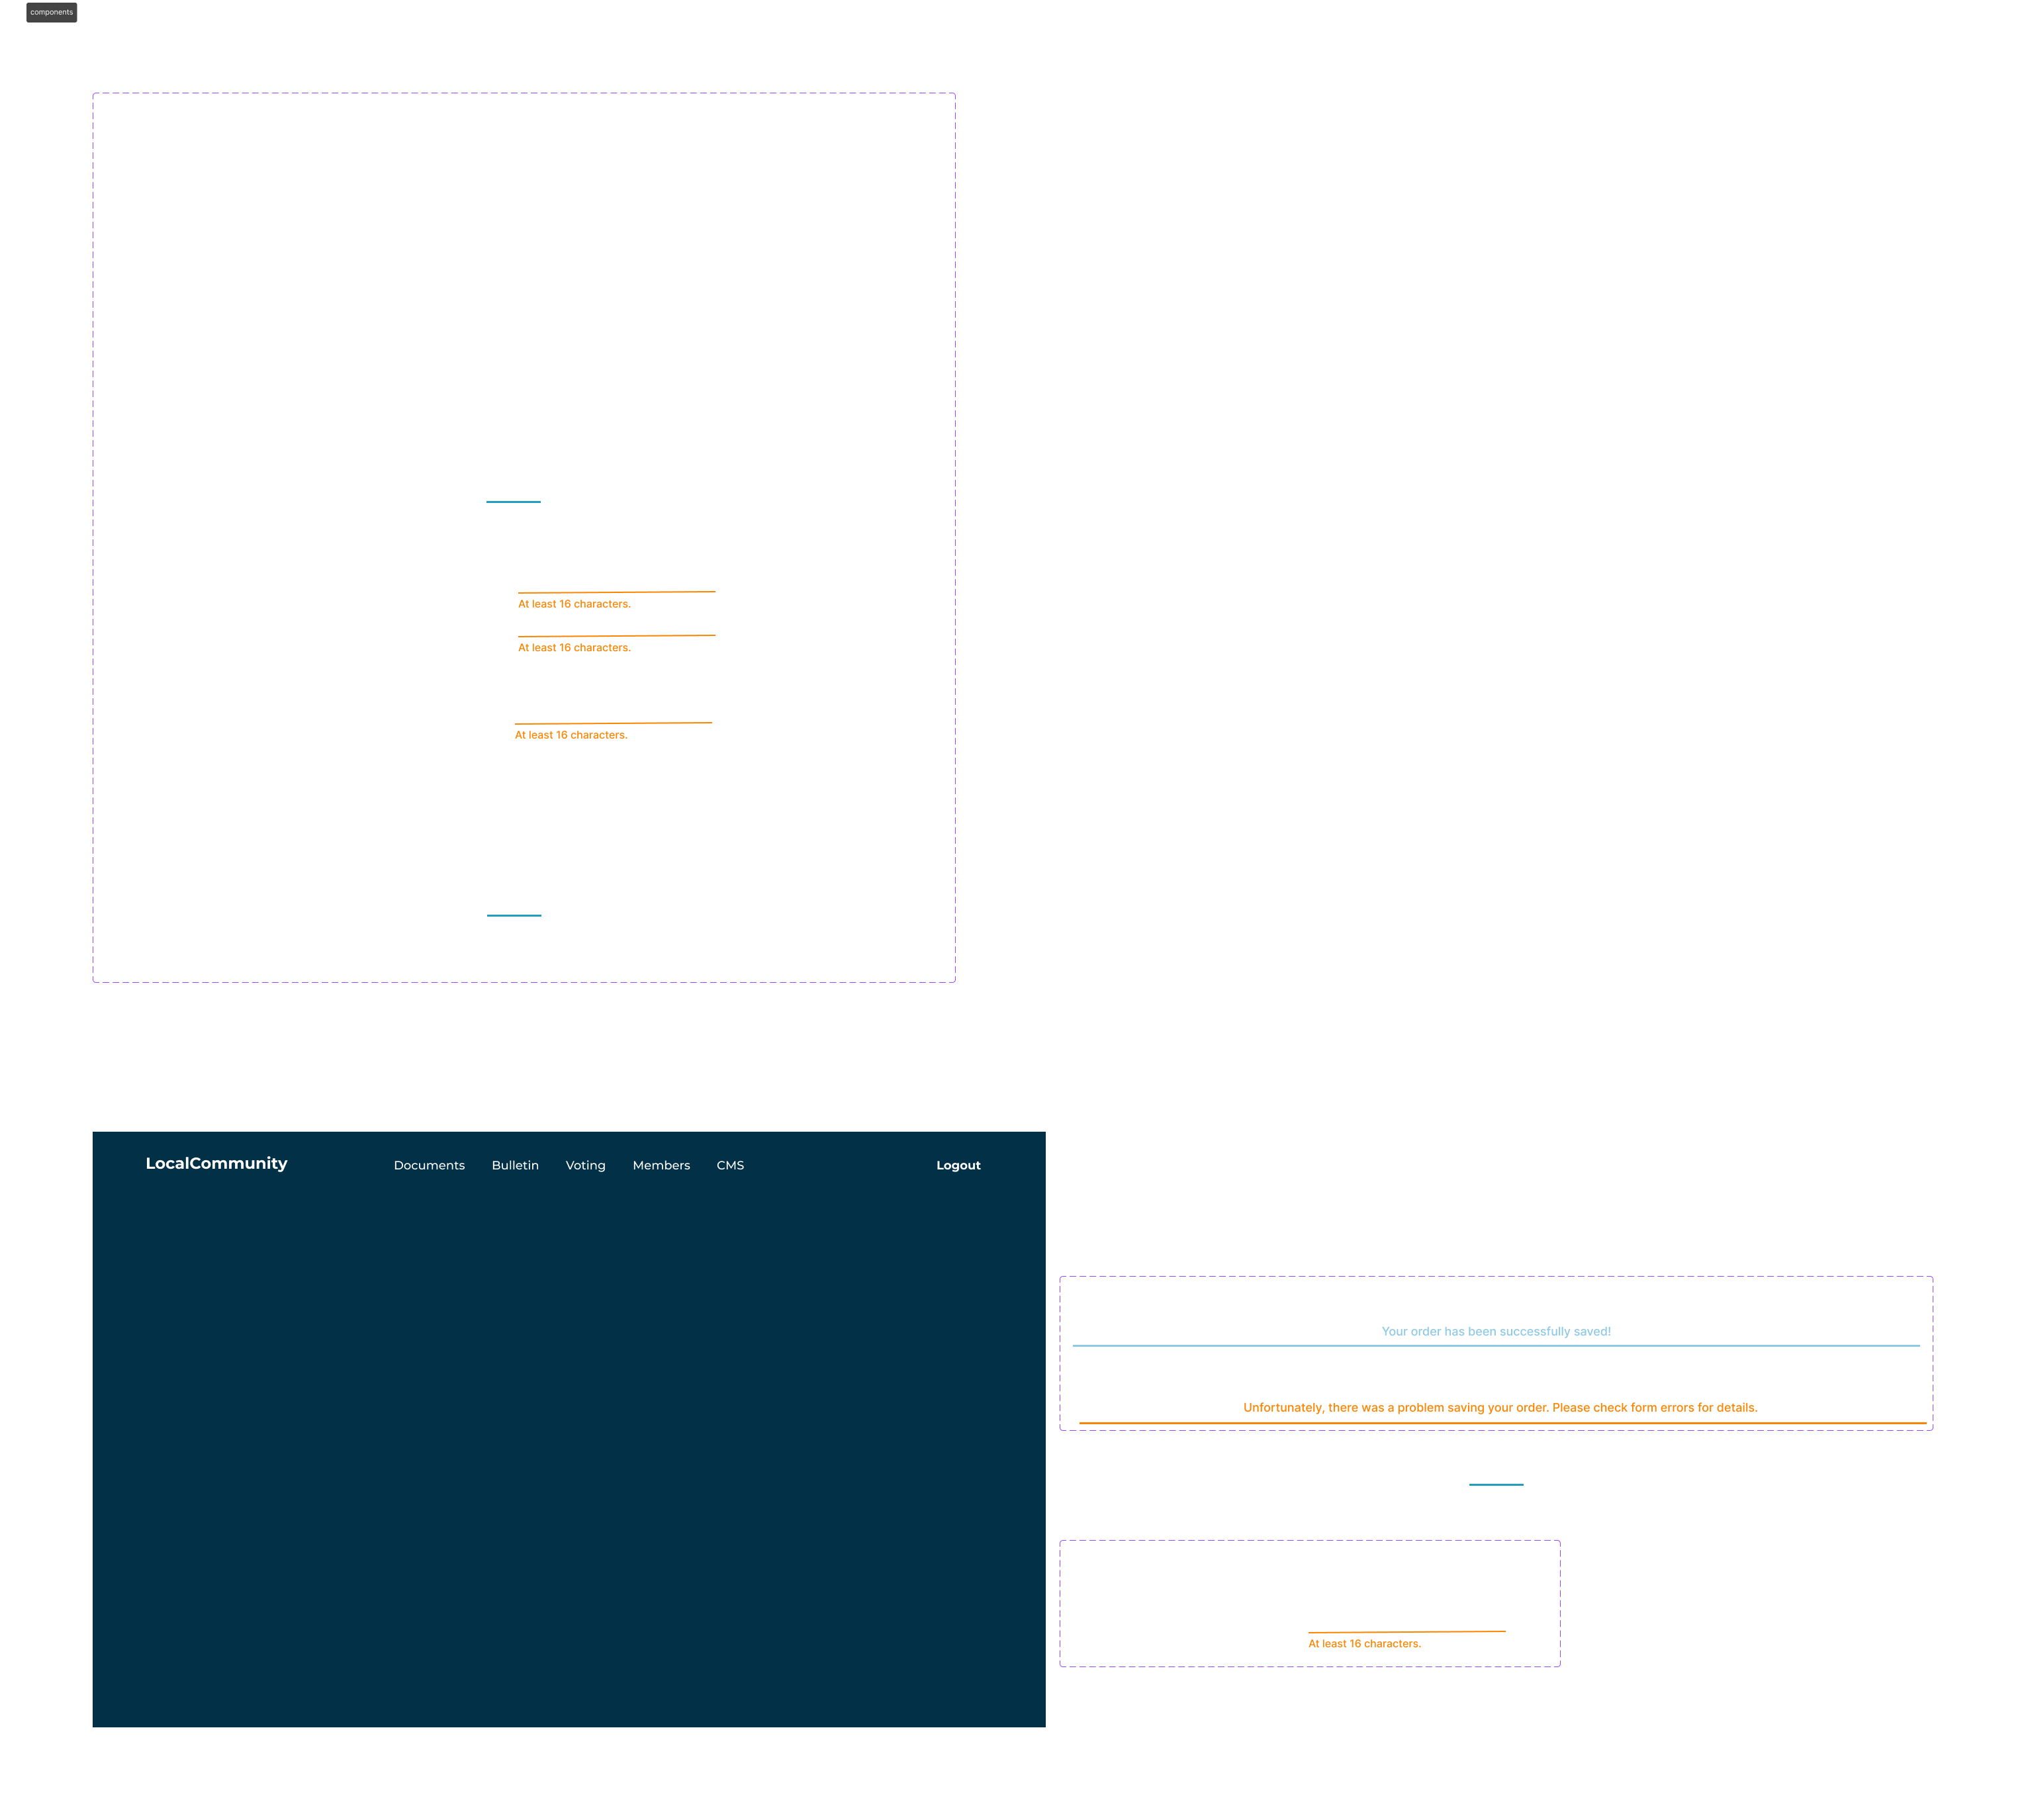 components
At least 16 characters.
At least 16 characters.
At least 16 characters.
LocalCommunity
Documents Bulletin Voting Members CMS
Logout
Your order has been successfully saved!
Unfortunately, there was a problem saving your order. Please check form errors for details.
At least 16 characters.